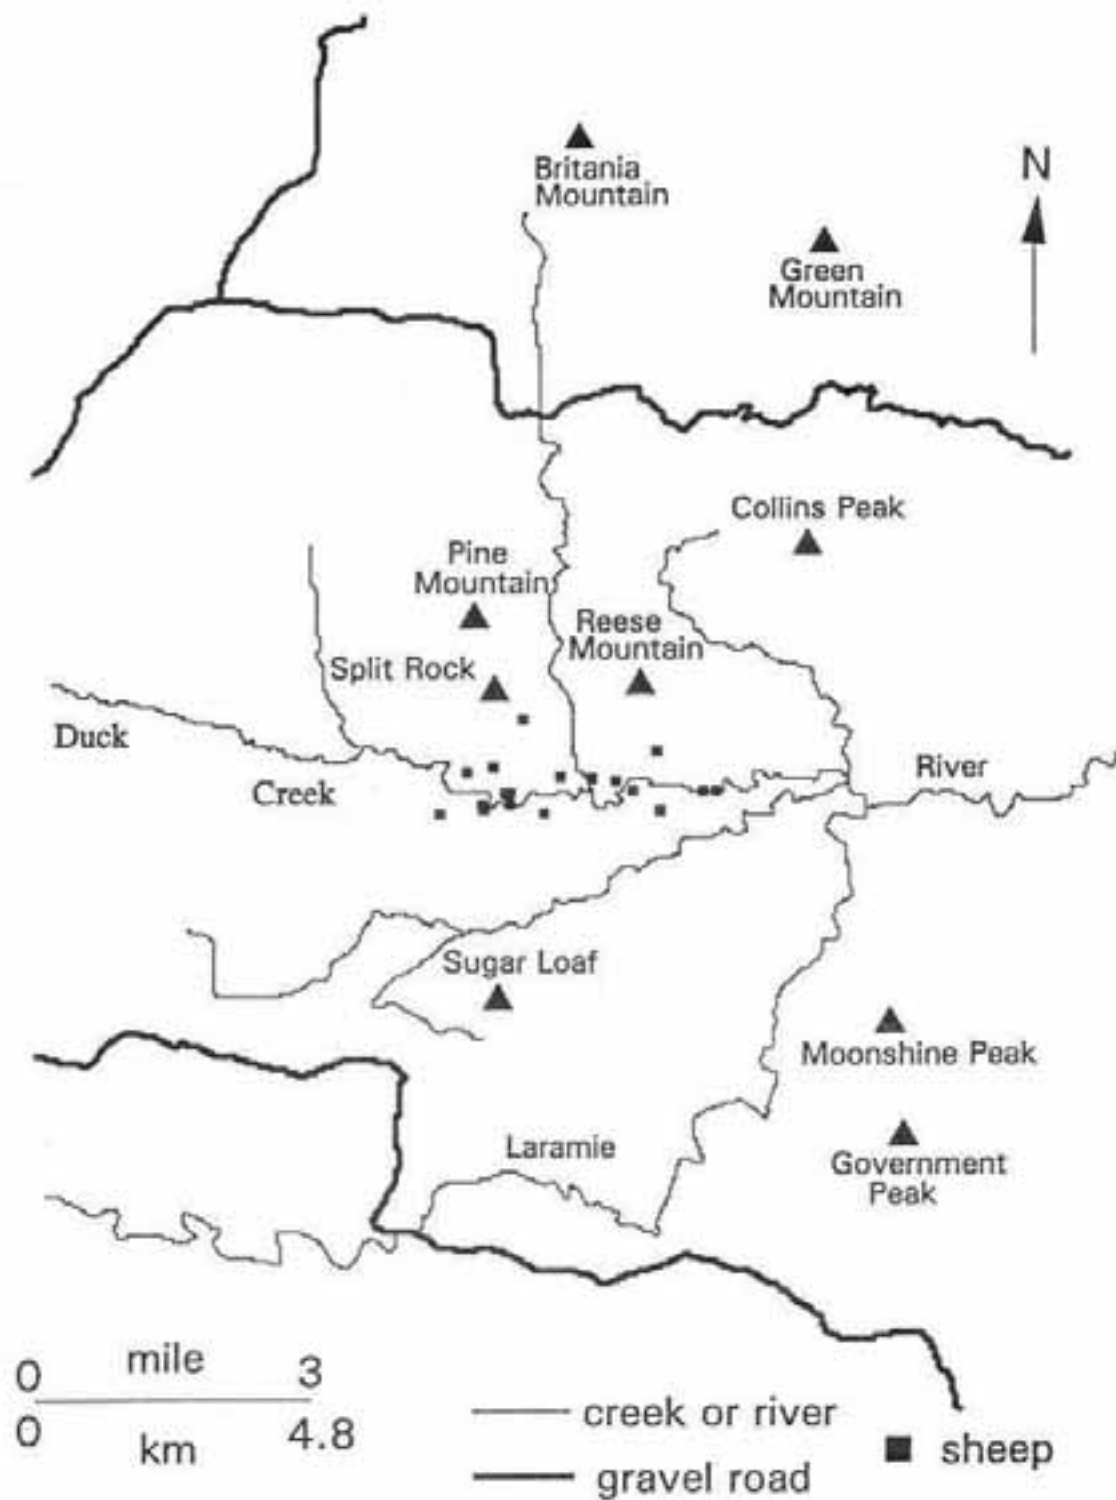 Britania
Mountain
N
Green
Mountain
Collins Peak
Pine
Mountain
Reese
Mountain
Split Rock
Duck
Creek
River
Sugar Loaf
Moonshine Peak
Laramie
Government
Peak
0 mile 3
0 km 4.8
creek or river
sheep
gravel road